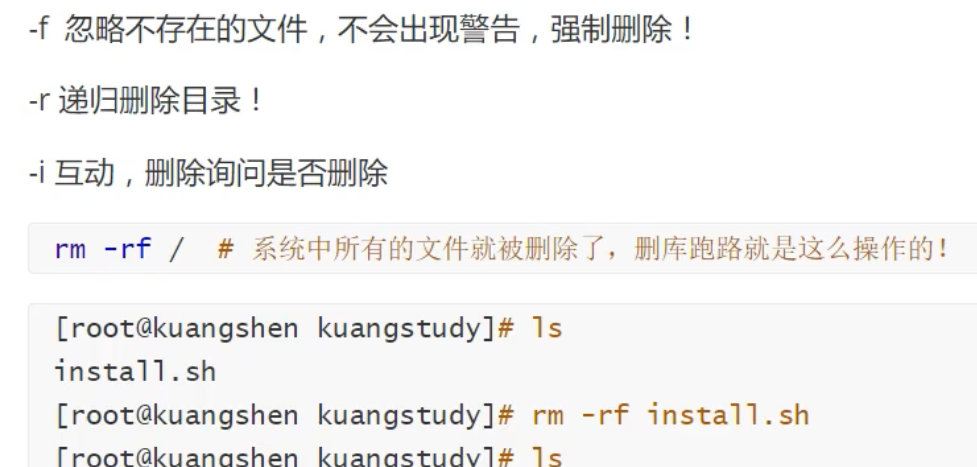 -f 忽略不存在的文件，不会出现警告，强制删除！
-r 递归删除目录！
-i 互动，删除询问是否删除
rm -rf /  # 系统中所有的文件就被删除了，删库跑路就是这么操作的！
[root@kuangshen kuangstudy]# ls
install.sh
[root@kuangshen kuangstudy]# rm -rf install.sh
[root@kuangshen kuangstudy]# ls